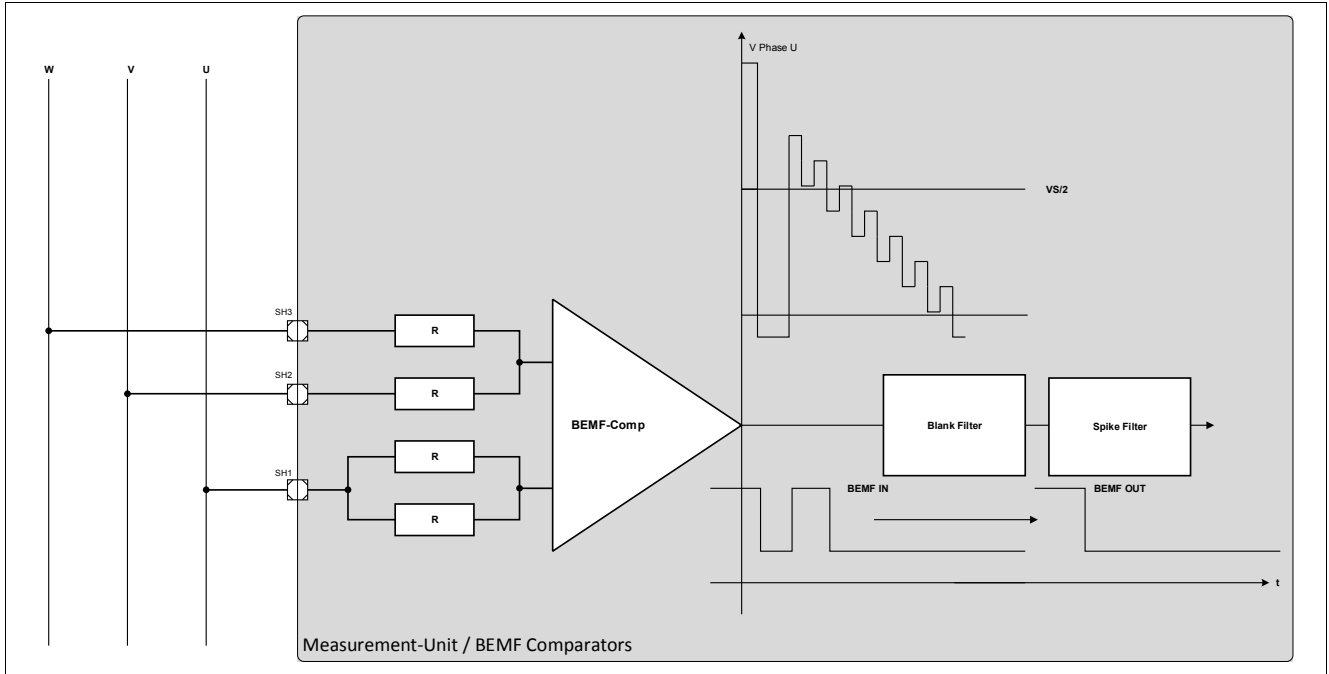 V Phase U
W
V
U
VS/2
SH3
R
SH2
R
BEMF-Comp
Blank Filter
Spike Filter
R
SH1
BEMF IN
BEMF OUT
R
t
Measurement-Unit / BEMF Comparators